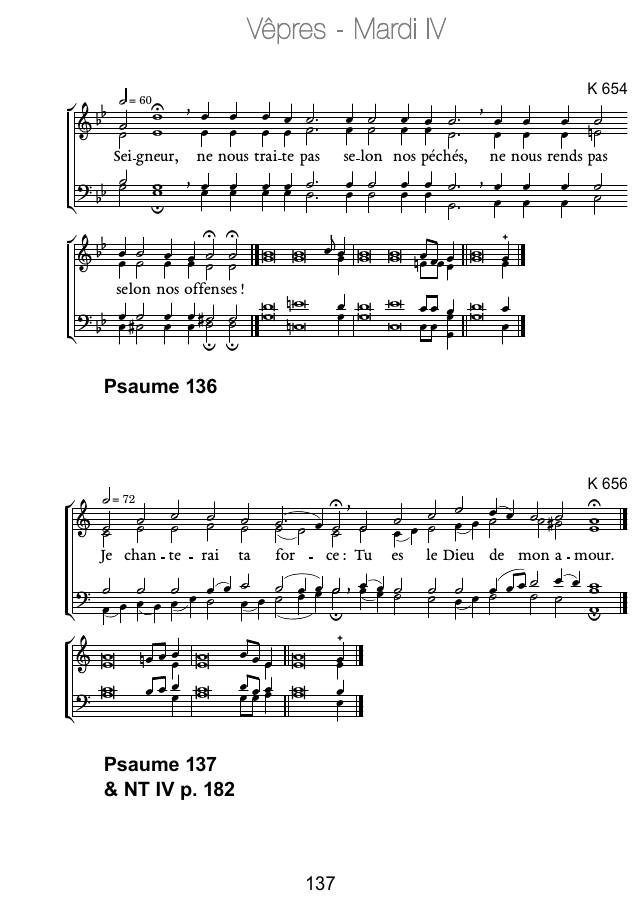 Vêpres - Mardi IV
K 654
= 60
Sei-gneur, ne nous trai-te pas se-lon nos péchés, ne nous rends pas
selon nos offenses !
Psaume 136
K 656
= 72
Je chan-te-rai ta for-ce : Tu es le Dieu de mon a-mour.
Psaume 137
& NT IV p. 182
137